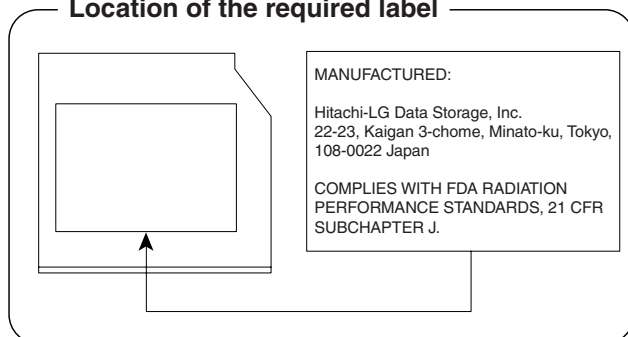 Location of the required label
MANUFACTURED:
Hitachi-LG Data Storage, Inc.
22-23, Kaigan 3-chome, Minato-ku, Tokyo,
108-0022 Japan
COMPLIES WITH FDA RADIATION
PERFORMANCE STANDARDS, 21 CFR
SUBCHAPTER J.